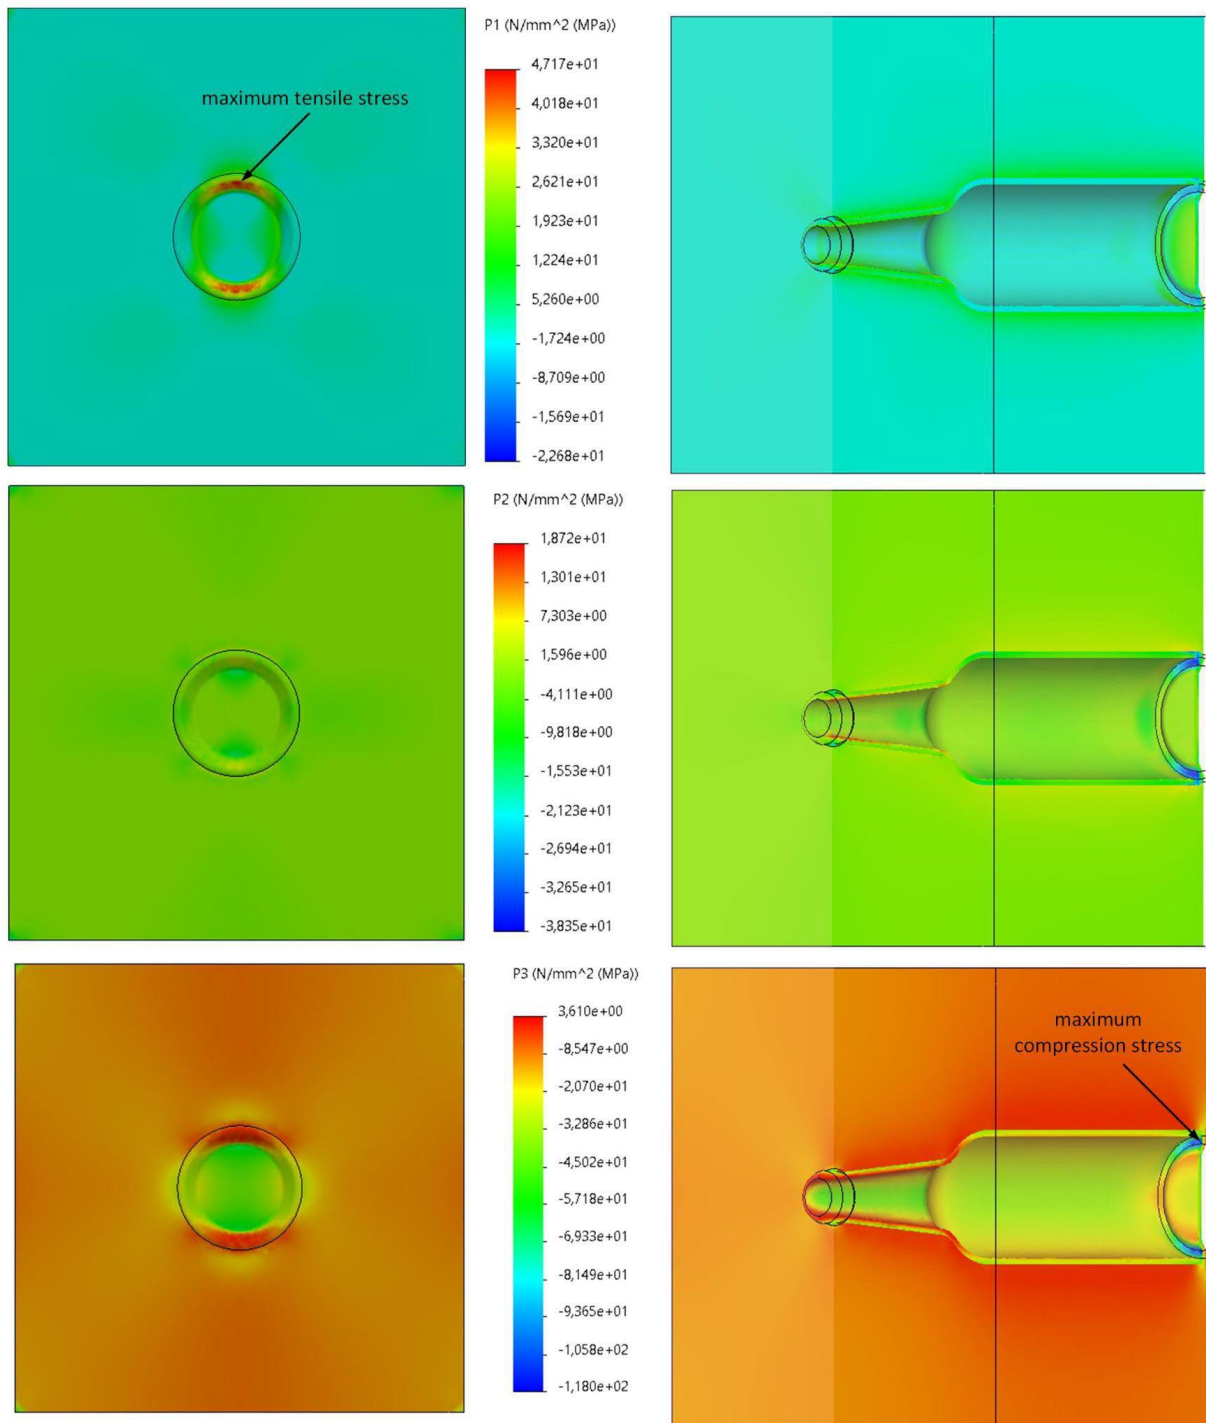 P1 (N/mm^2 (MPa))
maximum tensile stress
4,717e+01
4,018e+01
3,320e+01
2,621e+01
1,923e+01
1,224e+01
5,260e+00
-1,724e+00
-8,709e+00
-1,569e+01
-2,268e+01
P2 (N/mm^2 (MPa))
1,872e+01
1,301e+01
7,303e+00
1,596e+00
-4,111e+00
-9,818e+00
-1,553e+01
-2,123e+01
-2,694e+01
-3,265e+01
-3,835e+01
P3 (N/mm^2 (MPa))
3,610e+00
-8,547e+00
-2,070e+01
-3,286e+01
-4,502e+01
-5,718e+01
-6,933e+01
-8,149e+01
-9,365e+01
-1,058e+02
-1,180e+02
maximum
compression stress